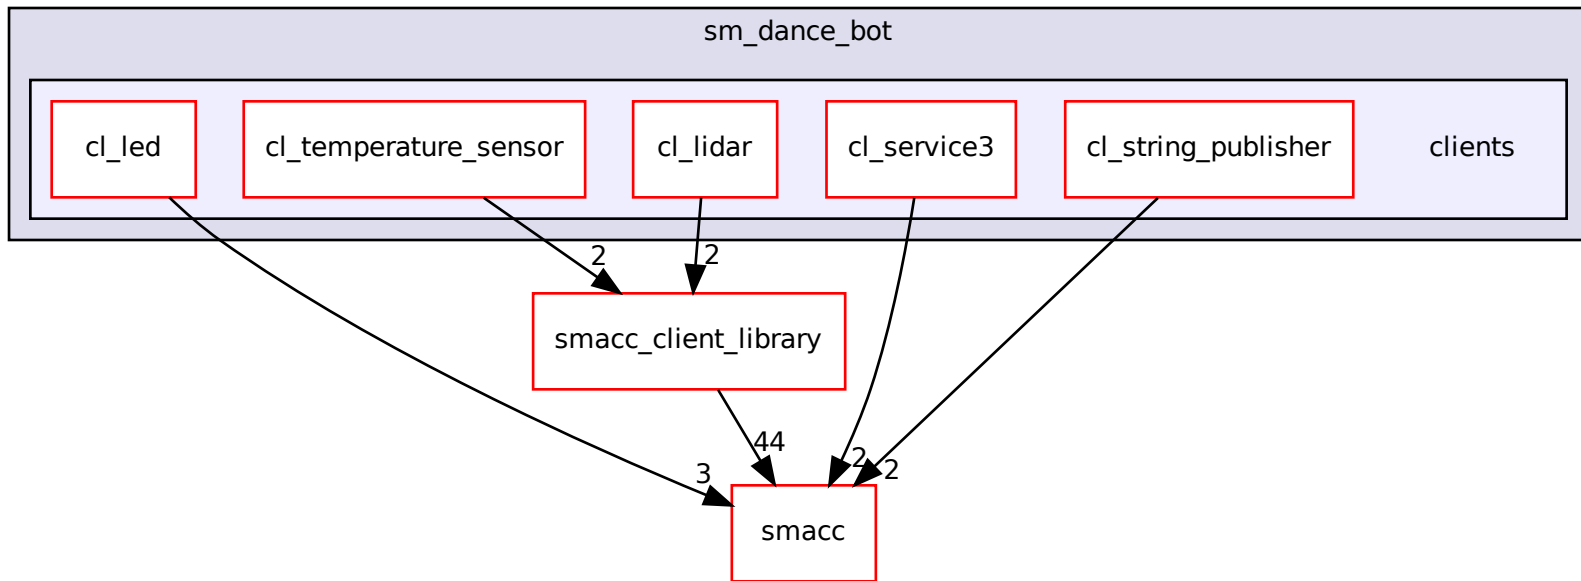 sm_dance_bot
cl_led
cl_temperature_sensor
cl_lidar
cl_service3
cl_string_publisher
clients
2
2
smacc_client_library
44
3
2
2
smacc